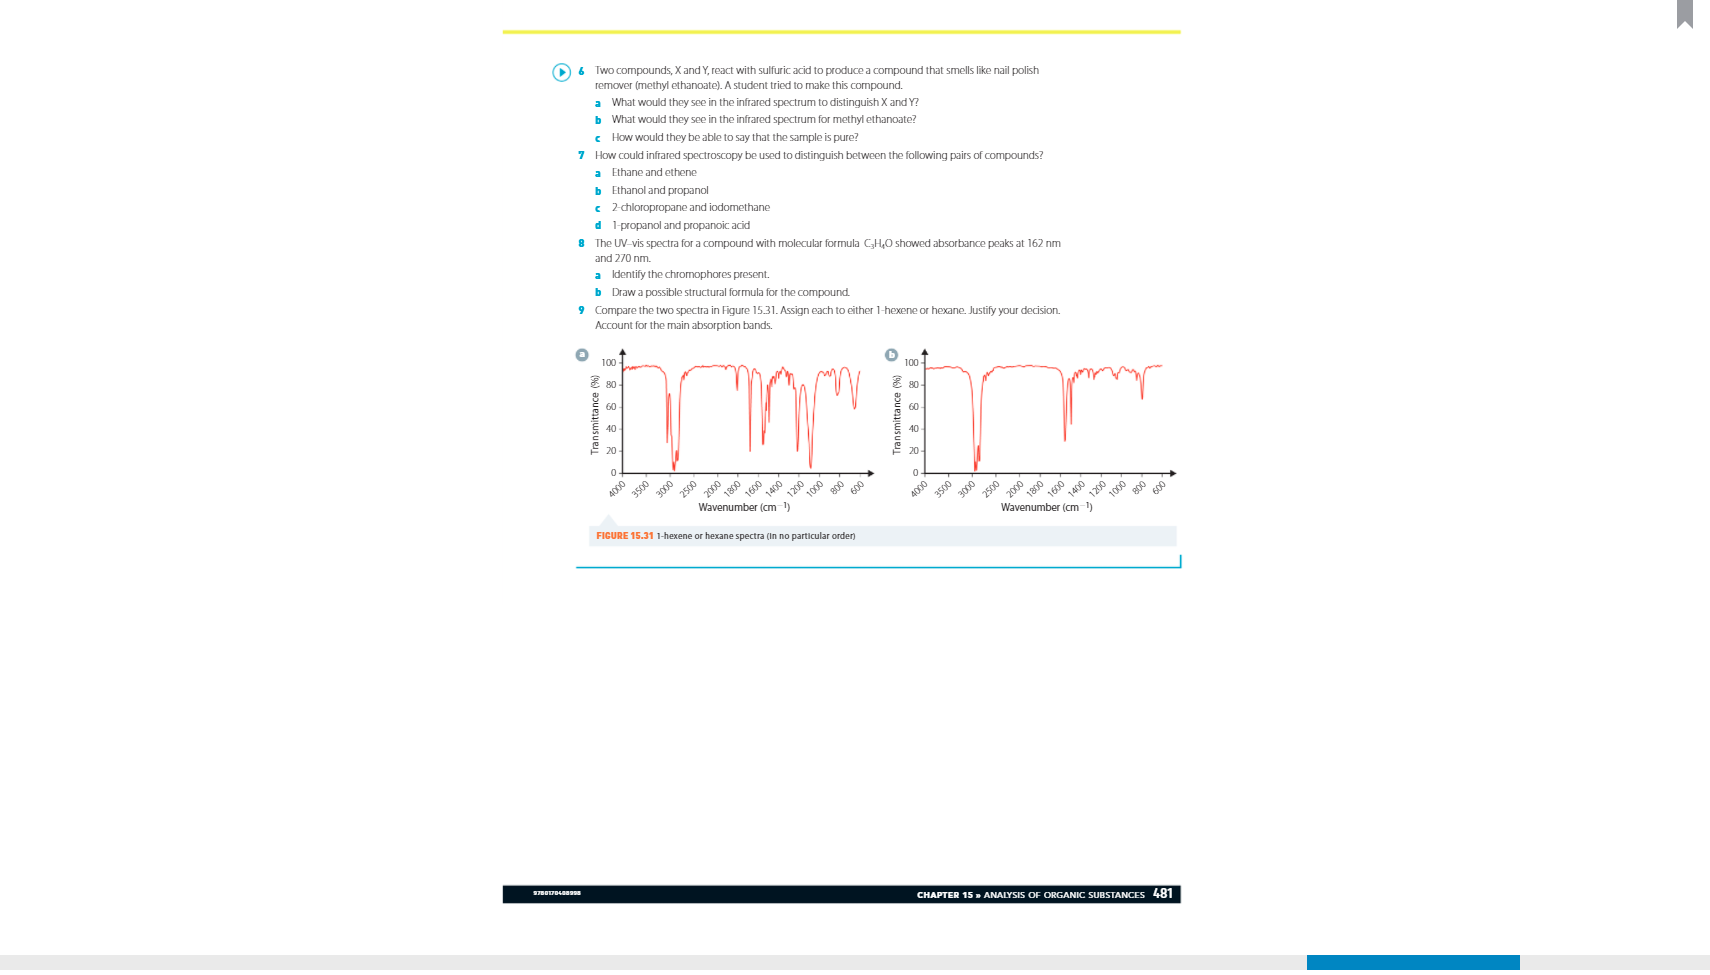 6 Two compounds, X and Y, react with sulfuric acid to produce a compound that smells like nail polish
remover (methyl ethanoate). A student tried to make this compound.
a What would they see in the infrared spectrum to distinguish X and Y?
b What would they see in the infrared spectrum for methyl ethanoate?
c How would they be able to say that the sample is pure?
7 How could infrared spectroscopy be used to distinguish between the following pairs of compounds?
a Ethane and ethene
b Ethanol and propanol
c 2-chloropropane and iodomethane
d 1-propanol and propanoic acid
8 The UV–vis spectra for a compound with molecular formula C₃H₄O showed absorbance peaks at 162 nm
and 270 nm.
a Identify the chromophores present.
b Draw a possible structural formula for the compound.
9 Compare the two spectra in Figure 15.31. Assign each to either 1-hexene or hexane. Justify your decision.
Account for the main absorption bands.
a
Transmittance (%)
100
80
60
40
20
0
4000 3500 3000 2500 2000 1800 1600 1400 1200 1000 800 600
Wavenumber (cm⁻¹)
b
Transmittance (%)
100
80
60
40
20
0
4000 3500 3000 2500 2000 1800 1600 1400 1200 1000 800 600
Wavenumber (cm⁻¹)
FIGURE 15.31 1-hexene or hexane spectra (in no particular order)
9780170408998 CHAPTER 15 » ANALYSIS OF ORGANIC SUBSTANCES 481